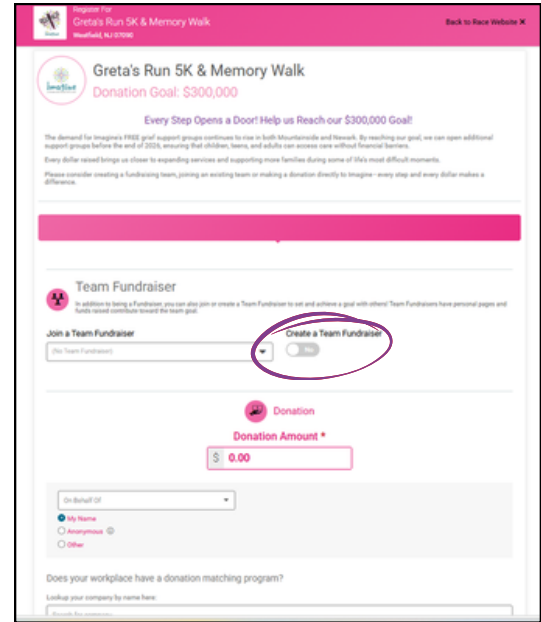 Register For
Greta's Run 5K & Memory Walk
Westfield, NJ 07090
Back to Race Website X
Imagine
Greta's Run 5K & Memory Walk
Donation Goal: $300,000
Every Step Opens a Door! Help us Reach our $300,000 Goal!
The demand for Imagine's FREE grief support groups continues to rise in both Mountainside and Newark. By reaching our goal, we can open additional
support groups before the end of 2026, ensuring that children, teens, and adults can access care without financial barriers.
Every dollar raised brings us closer to expanding services and supporting more families during some of life's most difficult moments.
Please consider creating a fundraising team, joining an existing team or making a donation directly to Imagine - every step and every dollar makes a
difference.
Team Fundraiser
In addition to being a Fundraiser, you can also join or create a Team Fundraiser to set and achieve a goal with others! Team Fundraisers have personal pages and
funds raised contribute toward the team goal.
Join a Team Fundraiser
Create a Team Fundraiser
(No Team Fundraiser)
No
Donation
Donation Amount *
$ 0.00
On Behalf Of
My Name
Anonymous
Other
Does your workplace have a donation matching program?
Lookup your company by name here:
Search for company